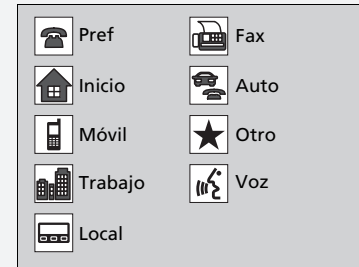 Pref
Fax
Inicio
Auto
Móvil
Otro
Trabajo
Voz
Local